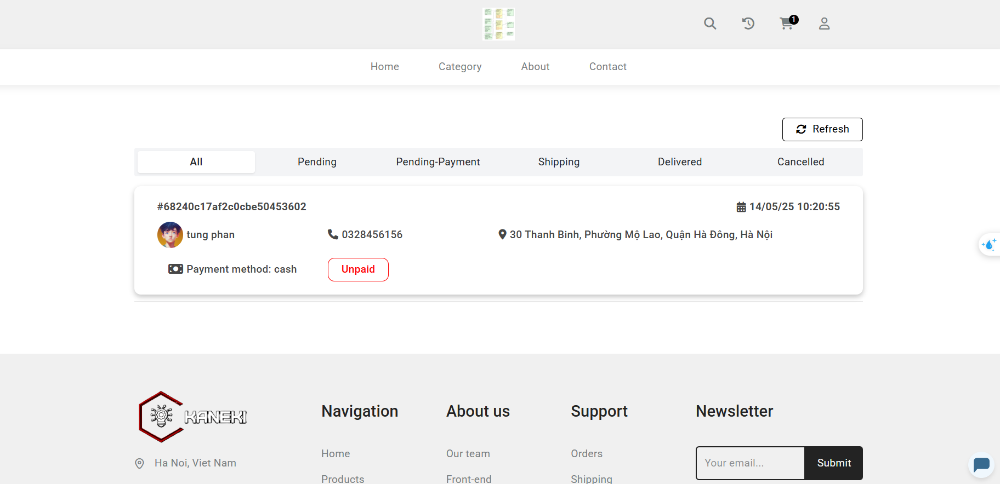 1
Home Category About Contact
Refresh
All Pending Pending-Payment Shipping Delivered Cancelled
#68240c17af2c0cbe50453602 14/05/25 10:20:55
tung phan 0328456156 30 Thanh Binh, Phường Mộ Lao, Quận Hà Đông, Hà Nội
Payment method: cash Unpaid
KANEKI
Navigation About us Support Newsletter
Home Our team Orders
Ha Noi, Viet Nam Your email... Submit
Products Front-end Shipping